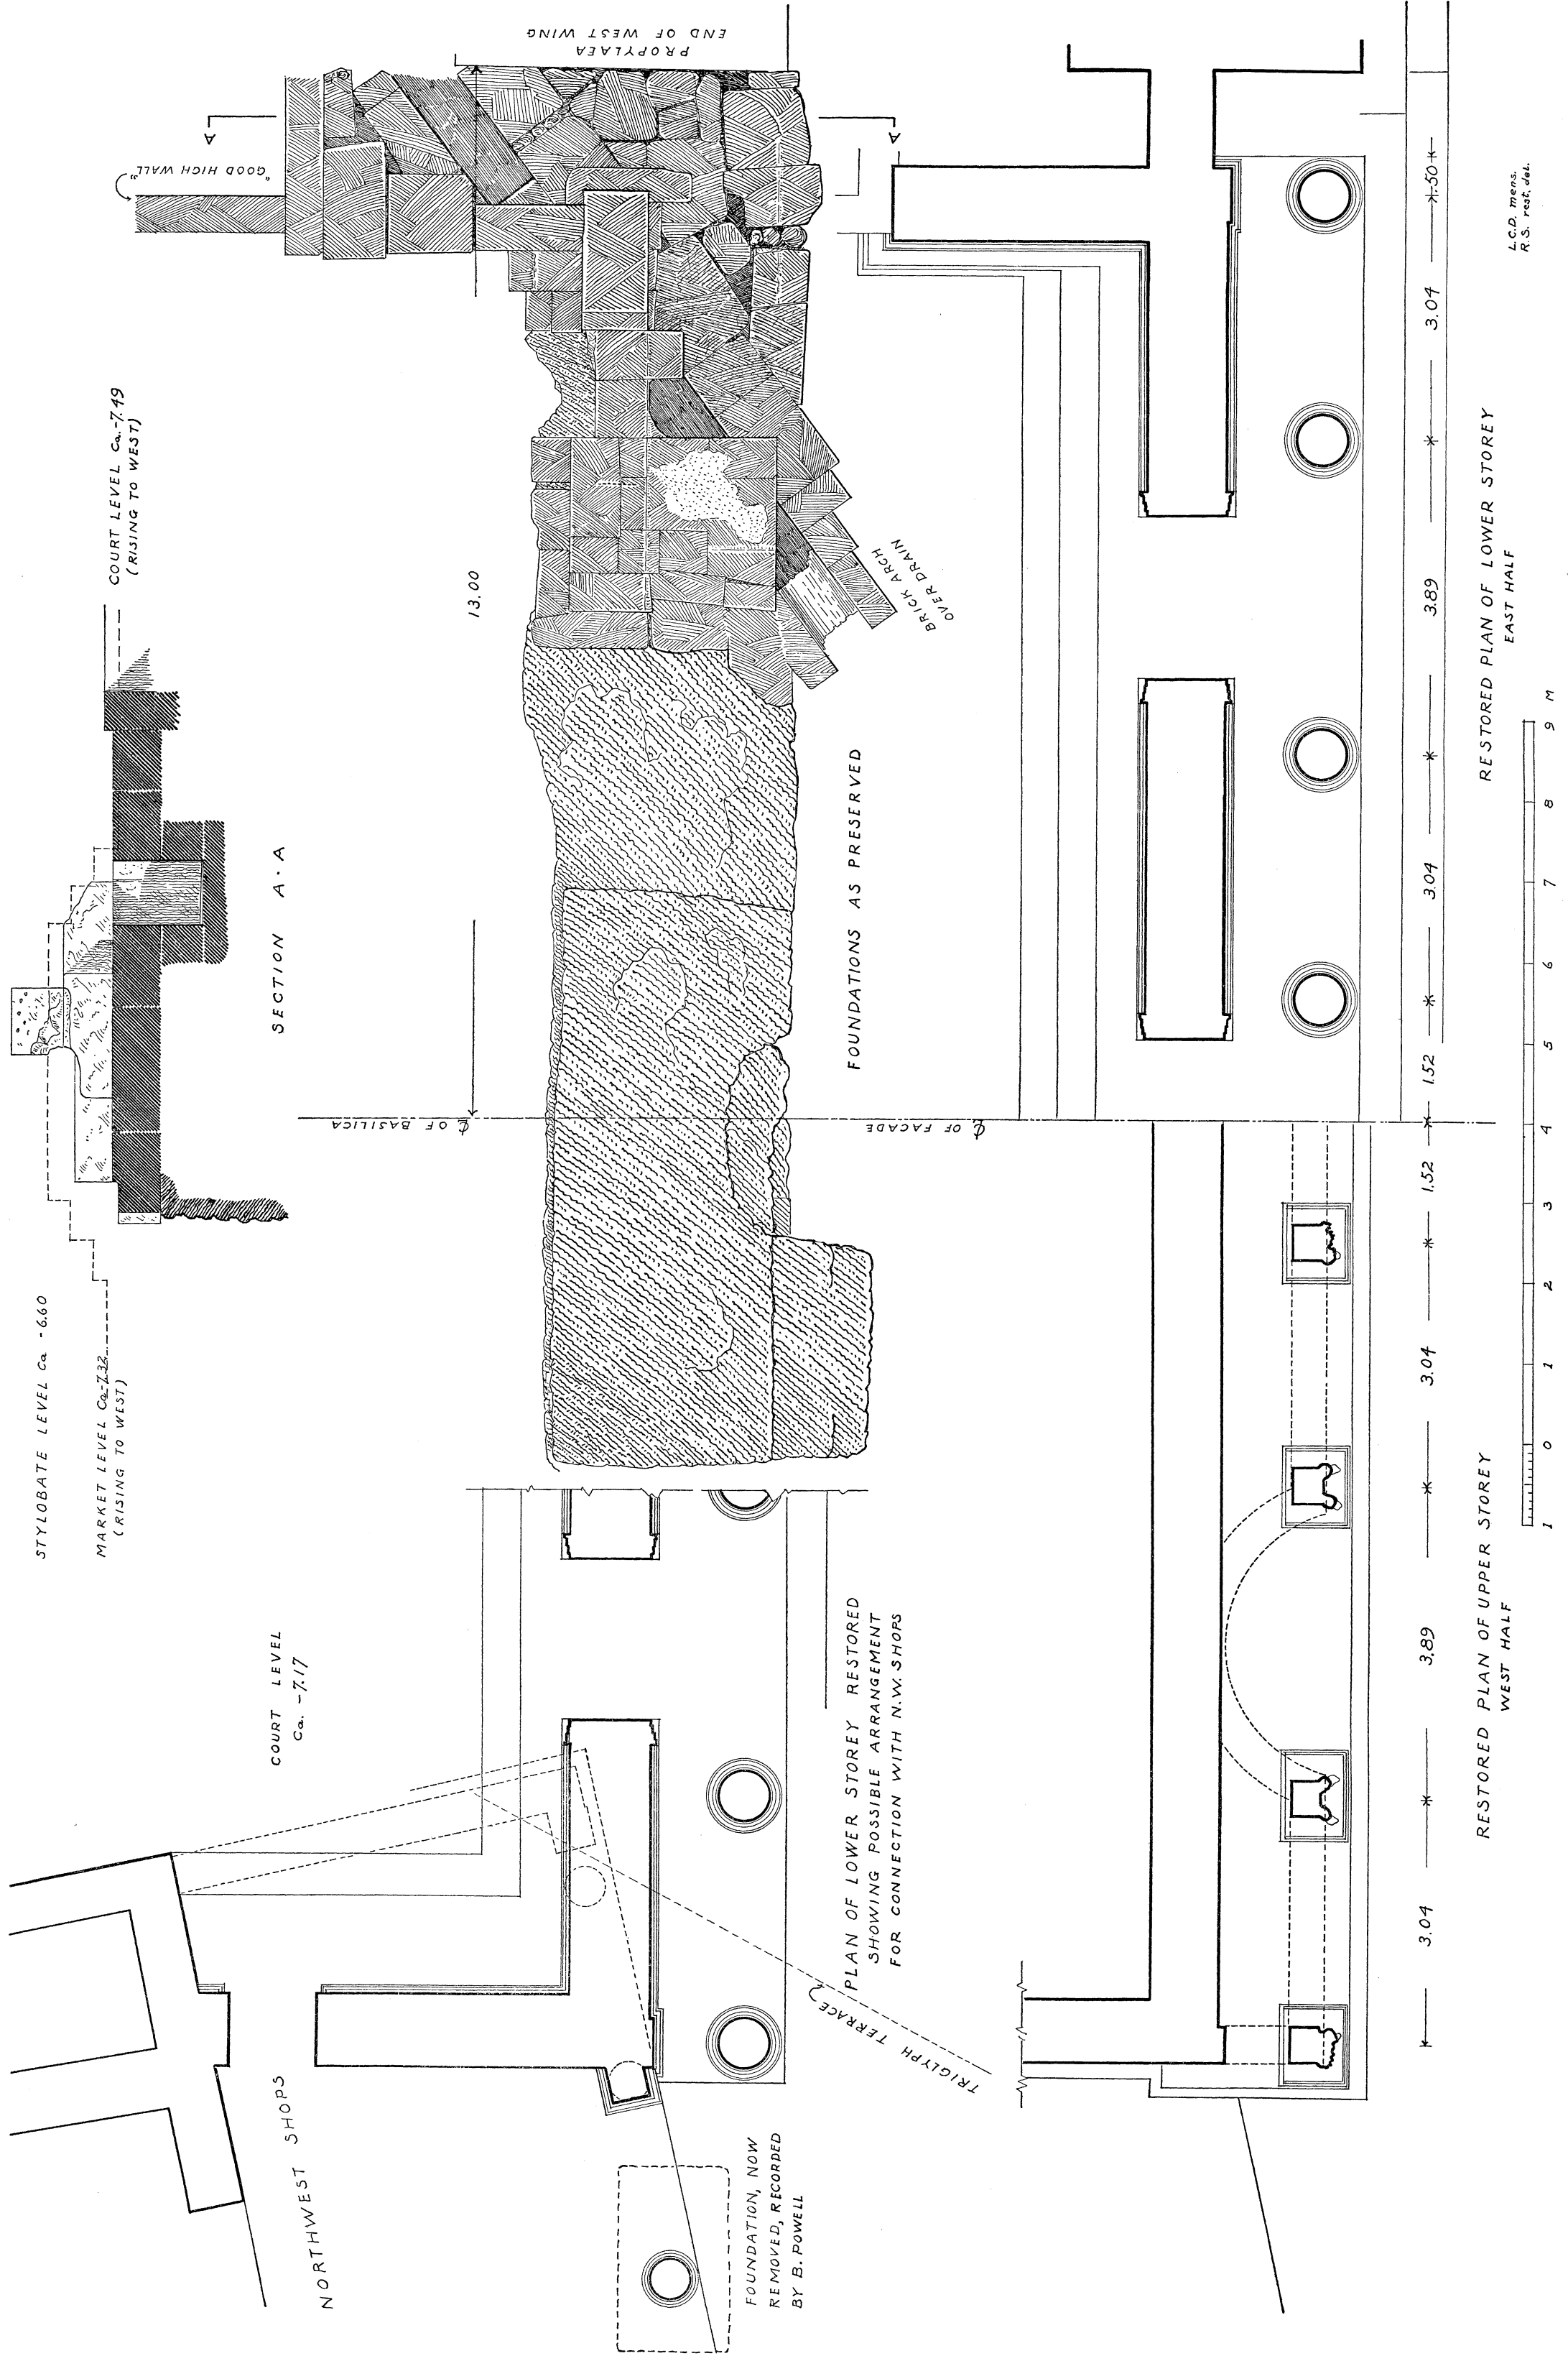 STYLOBATE LEVEL Ca -6.60
MARKET LEVEL Ca-7.32
(RISING TO WEST)
SECTION A·A
COURT LEVEL Ca.-7.49
(RISING TO WEST)
"GOOD HIGH WALL"
A
A
PROPYLAEA
END OF WEST WING
13.00
BRICK ARCH
OVER DRAIN
FOUNDATIONS AS PRESERVED
℄ OF BASILICA
℄ OF FACADE
COURT LEVEL
Ca. -7.17
NORTHWEST SHOPS
FOUNDATION, NOW
REMOVED, RECORDED
BY B. POWELL
PLAN OF LOWER STOREY RESTORED
SHOWING POSSIBLE ARRANGEMENT
FOR CONNECTION WITH N.W. SHOPS
TRIGLYPH TERRACE
3.04
3.89
3.04
1.52
1.52
3.04
3.89
3.04
.50
RESTORED PLAN OF UPPER STOREY
WEST HALF
RESTORED PLAN OF LOWER STOREY
EAST HALF
1 0 1 2 3 4 5 6 7 8 9 M
L.C.D. mens.
R.S. rest. del.